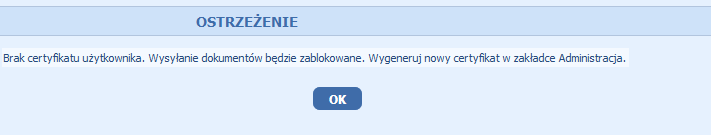 OSTRZEŻENIE
Brak certyfikatu użytkownika. Wysyłanie dokumentów będzie zablokowane. Wygeneruj nowy certyfikat w zakładce Administracja.
OK